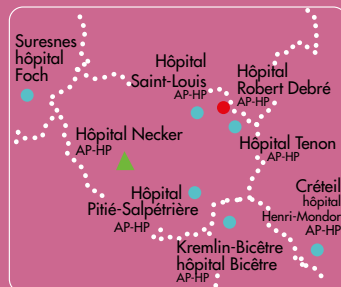 Suresnes
hôpital
Foch
Hôpital
Saint-Louis
AP-HP
Hôpital
Robert Debré
AP-HP
Hôpital Necker
AP-HP
Hôpital Tenon
AP-HP
Hôpital
Pitié-Salpétrière
AP-HP
Créteil
hôpital
Henri-Mondor
AP-HP
Kremlin-Bicêtre
hôpital Bicêtre
AP-HP